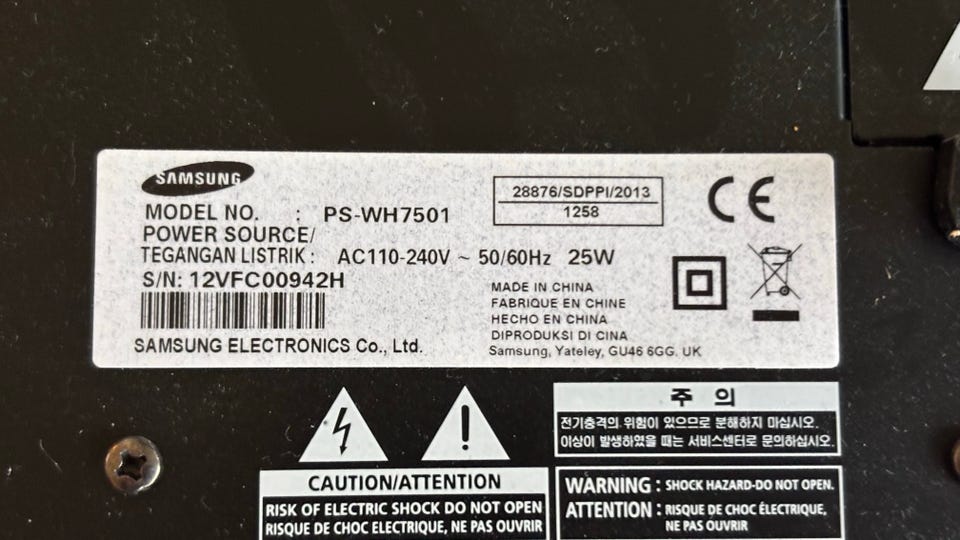 SAMSUNG
MODEL NO. : PS-WH7501
POWER SOURCE/
TEGANGAN LISTRIK : AC110-240V ~ 50/60Hz 25W
S/N: 12VFC00942H
SAMSUNG ELECTRONICS Co., Ltd.
28876/SDPPI/2013
1258
CE
MADE IN CHINA
FABRIQUE EN CHINE
HECHO EN CHINA
DIPRODUKSI DI CINA
Samsung, Yateley, GU46 6GG. UK
CAUTION/ATTENTION
RISK OF ELECTRIC SHOCK DO NOT OPEN
RISQUE DE CHOC ELECTRIQUE, NE PAS OUVRIR
주 의
전기충격의 위험이 있으므로 분해하지 마십시오.
이상이 발생하였을 때는 서비스센터로 문의하십시오.
WARNING : SHOCK HAZARD-DO NOT OPEN.
ATTENTION : RISQUE DE CHOC ÉLECTRIQUE,
NE PAS OUVRIR